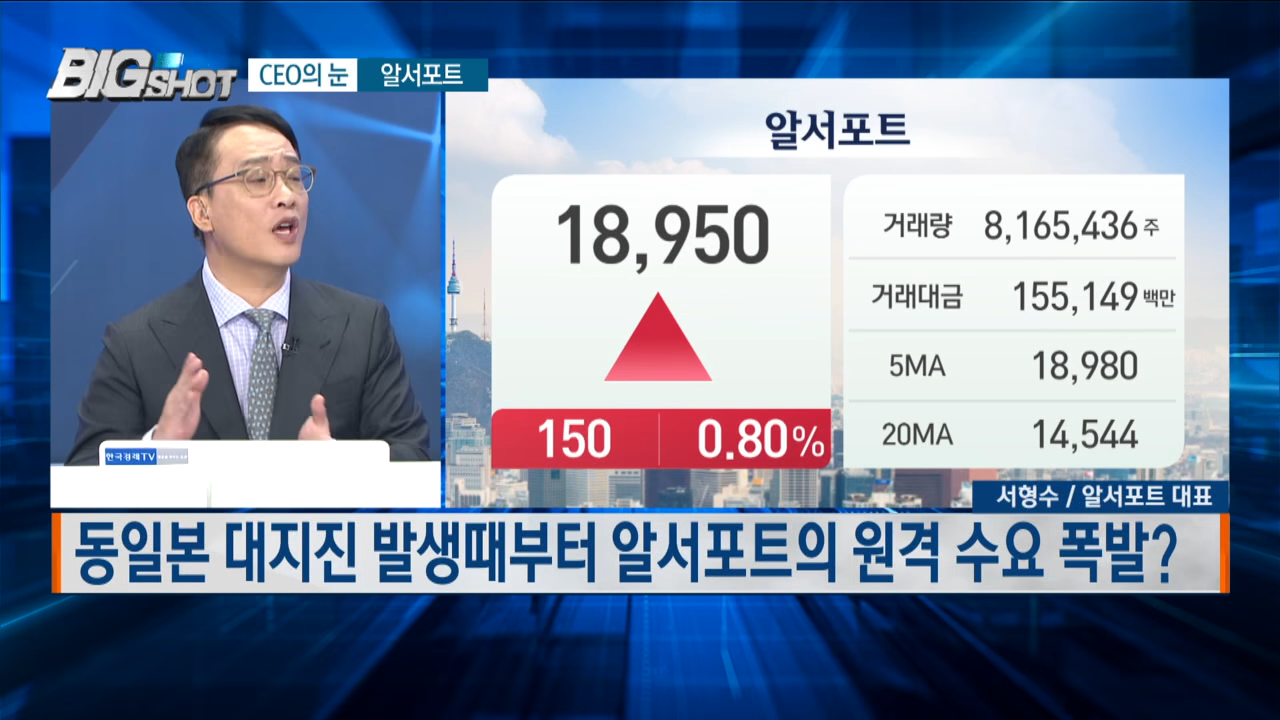 BIGSHOT
CEO의 눈 알서포트
알서포트
18,950
150 0.80%
거래량 8,165,436 주
거래대금 155,149 백만
5MA 18,980
20MA 14,544
한국경제TV
서형수 / 알서포트 대표
동일본 대지진 발생때부터 알서포트의 원격 수요 폭발?